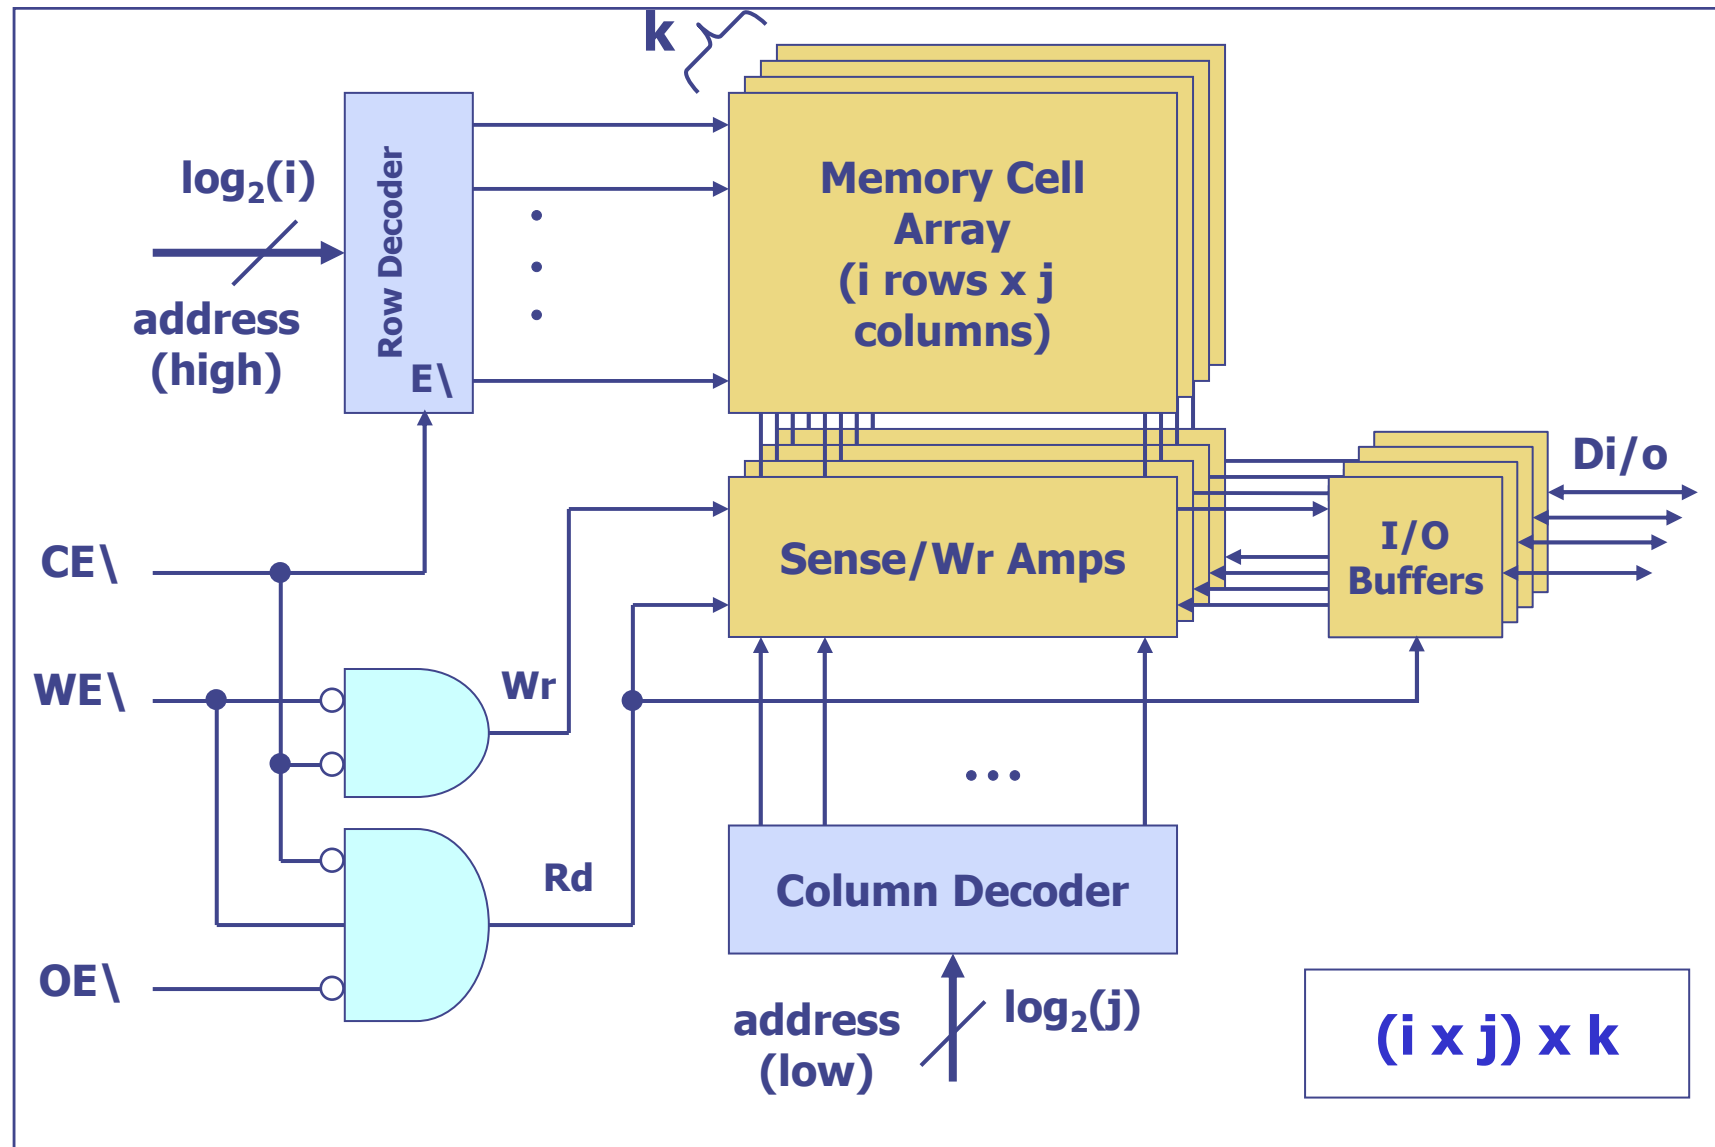 k
log₂(i)
address
(high)
Row Decoder
E\
Memory Cell
Array
(i rows x j
columns)
Di/o
I/O
Buffers
Sense/Wr Amps
CE\
WE\
Wr
Rd
OE\
Column Decoder
address
(low)
log₂(j)
(i x j) x k